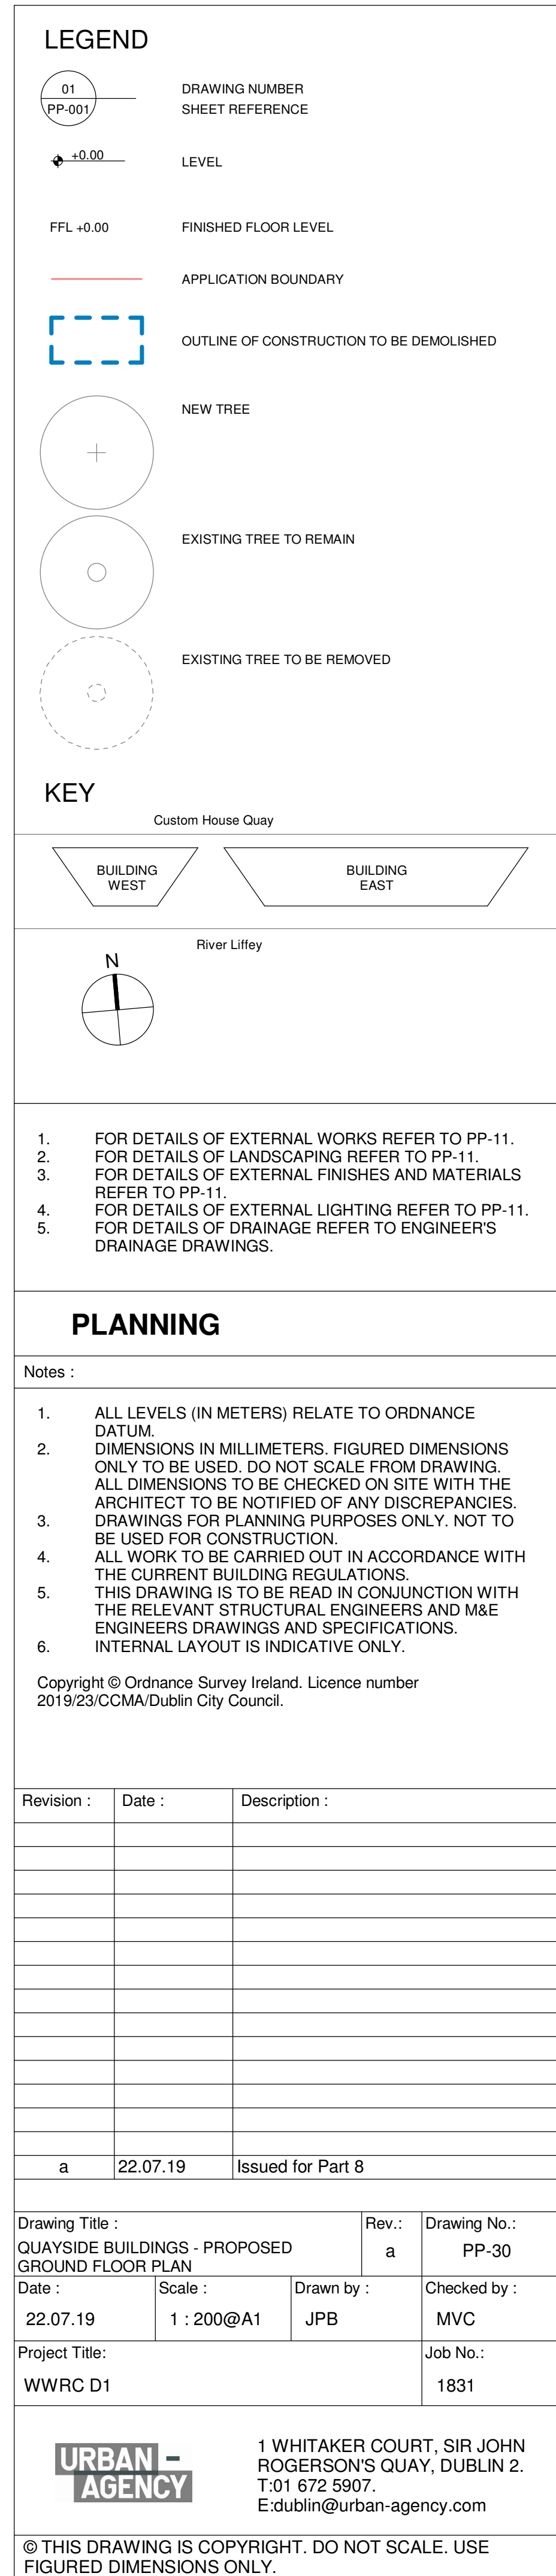 LEGEND
01
PP-001
DRAWING NUMBER
SHEET REFERENCE
+0.00
LEVEL
FFL +0.00
FINISHED FLOOR LEVEL
APPLICATION BOUNDARY
OUTLINE OF CONSTRUCTION TO BE DEMOLISHED
NEW TREE
EXISTING TREE TO REMAIN
EXISTING TREE TO BE REMOVED
KEY
Custom House Quay
BUILDING
WEST
BUILDING
EAST
River Liffey
N
1. FOR DETAILS OF EXTERNAL WORKS REFER TO PP-11.
2. FOR DETAILS OF LANDSCAPING REFER TO PP-11.
3. FOR DETAILS OF EXTERNAL FINISHES AND MATERIALS
REFER TO PP-11.
4. FOR DETAILS OF EXTERNAL LIGHTING REFER TO PP-11.
5. FOR DETAILS OF DRAINAGE REFER TO ENGINEER'S
DRAINAGE DRAWINGS.
PLANNING
Notes :
1. ALL LEVELS (IN METERS) RELATE TO ORDNANCE
DATUM.
2. DIMENSIONS IN MILLIMETERS. FIGURED DIMENSIONS
ONLY TO BE USED. DO NOT SCALE FROM DRAWING.
ALL DIMENSIONS TO BE CHECKED ON SITE WITH THE
ARCHITECT TO BE NOTIFIED OF ANY DISCREPANCIES.
3. DRAWINGS FOR PLANNING PURPOSES ONLY. NOT TO
BE USED FOR CONSTRUCTION.
4. ALL WORK TO BE CARRIED OUT IN ACCORDANCE WITH
THE CURRENT BUILDING REGULATIONS.
5. THIS DRAWING IS TO BE READ IN CONJUNCTION WITH
THE RELEVANT STRUCTURAL ENGINEERS AND M&E
ENGINEERS DRAWINGS AND SPECIFICATIONS.
6. INTERNAL LAYOUT IS INDICATIVE ONLY.
Copyright © Ordnance Survey Ireland. Licence number
2019/23/CCMA/Dublin City Council.
Revision : Date : Description :
a 22.07.19 Issued for Part 8
Drawing Title : Rev.: Drawing No.:
QUAYSIDE BUILDINGS - PROPOSED
GROUND FLOOR PLAN
a PP-30
Date : Scale : Drawn by : Checked by :
22.07.19 1 : 200@A1 JPB MVC
Project Title: Job No.:
WWRC D1 1831
URBAN -
AGENCY
1 WHITAKER COURT, SIR JOHN
ROGERSON'S QUAY, DUBLIN 2.
T:01 672 5907.
E:dublin@urban-agency.com
© THIS DRAWING IS COPYRIGHT. DO NOT SCALE. USE
FIGURED DIMENSIONS ONLY.